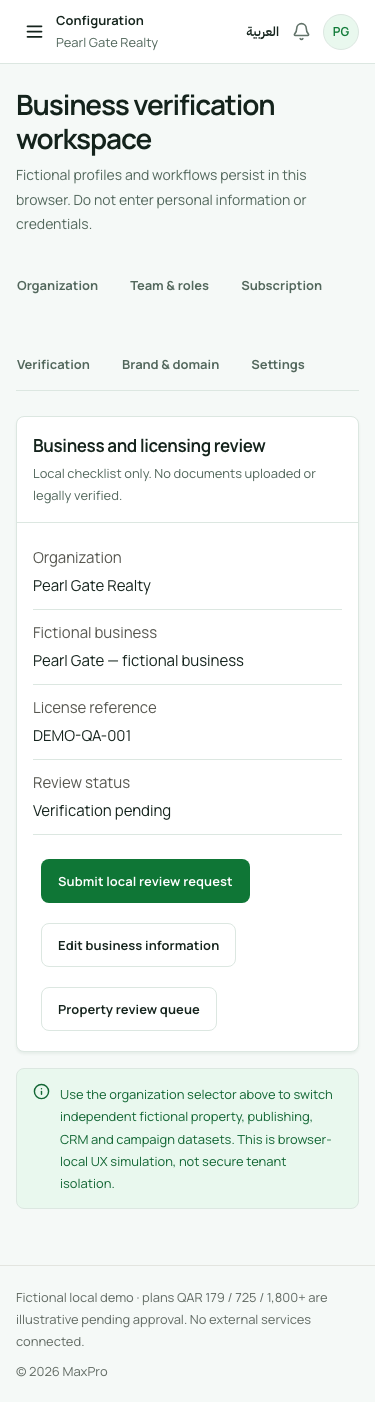 Configuration
Pearl Gate Realty
العربية
PG
Business verification
workspace
Fictional profiles and workflows persist in this
browser. Do not enter personal information or
credentials.
Organization
Team & roles
Subscription
Verification
Brand & domain
Settings
Business and licensing review
Local checklist only. No documents uploaded or
legally verified.
Organization
Pearl Gate Realty
Fictional business
Pearl Gate — fictional business
License reference
DEMO-QA-001
Review status
Verification pending
Submit local review request
Edit business information
Property review queue
Use the organization selector above to switch
independent fictional property, publishing,
CRM and campaign datasets. This is browser-
local UX simulation, not secure tenant
isolation.
Fictional local demo · plans QAR 179 / 725 / 1,800+ are
illustrative pending approval. No external services
connected.
© 2026 MaxPro